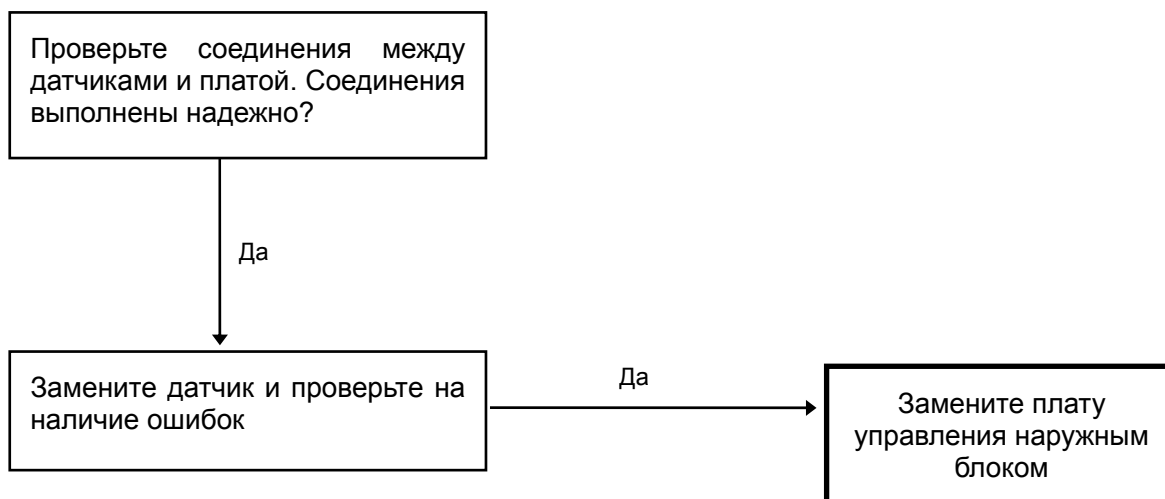 Проверьте соединения между
датчиками и платой. Соединения
выполнены надежно?
Да
Замените датчик и проверьте на
наличие ошибок
Да
Замените плату
управления наружным
блоком